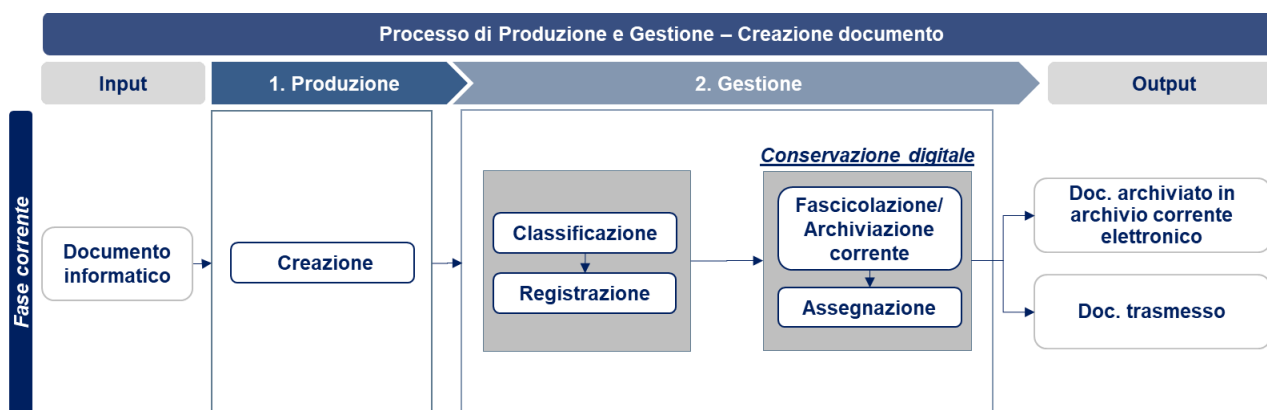 Processo di Produzione e Gestione – Creazione documento
Input
1. Produzione
2. Gestione
Output
Fase corrente
Documento
informatico
Creazione
Classificazione
Registrazione
Conservazione digitale
Fascicolazione/
Archiviazione
corrente
Assegnazione
Doc. archiviato in
archivio corrente
elettronico
Doc. trasmesso